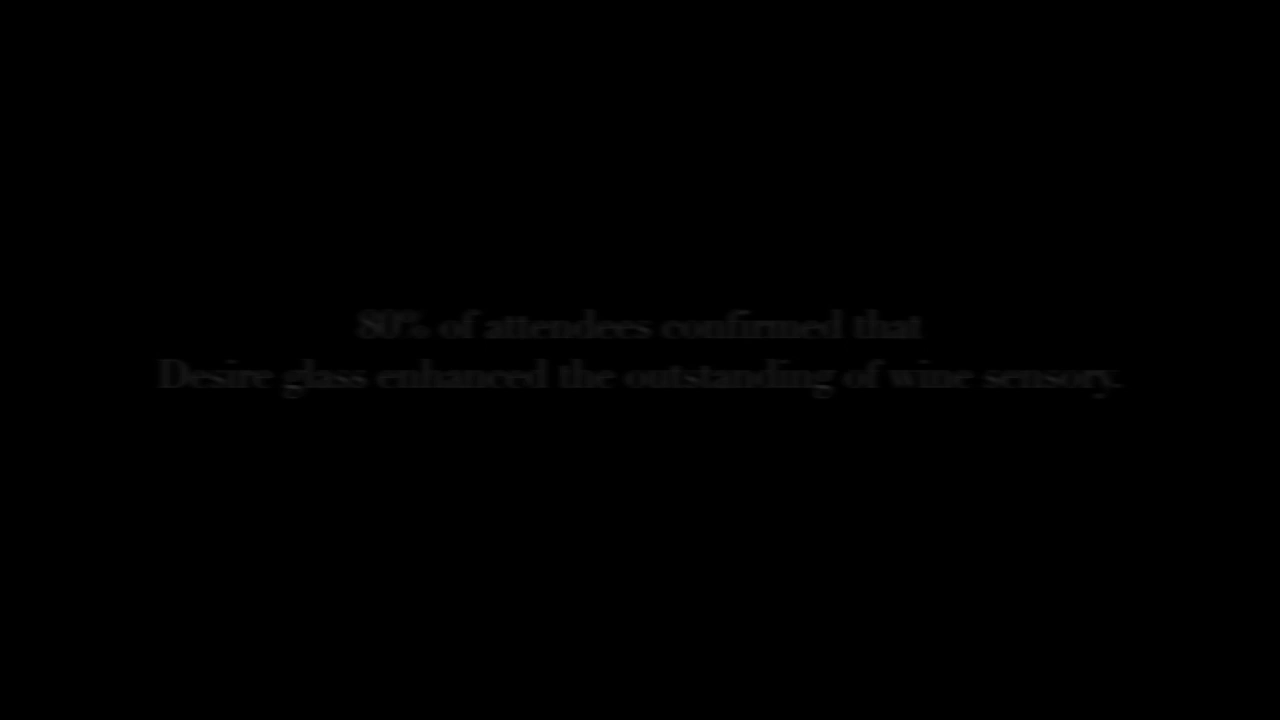 80% of attendees confirmed that
Desire glass enhanced the outstanding of wine sensory.